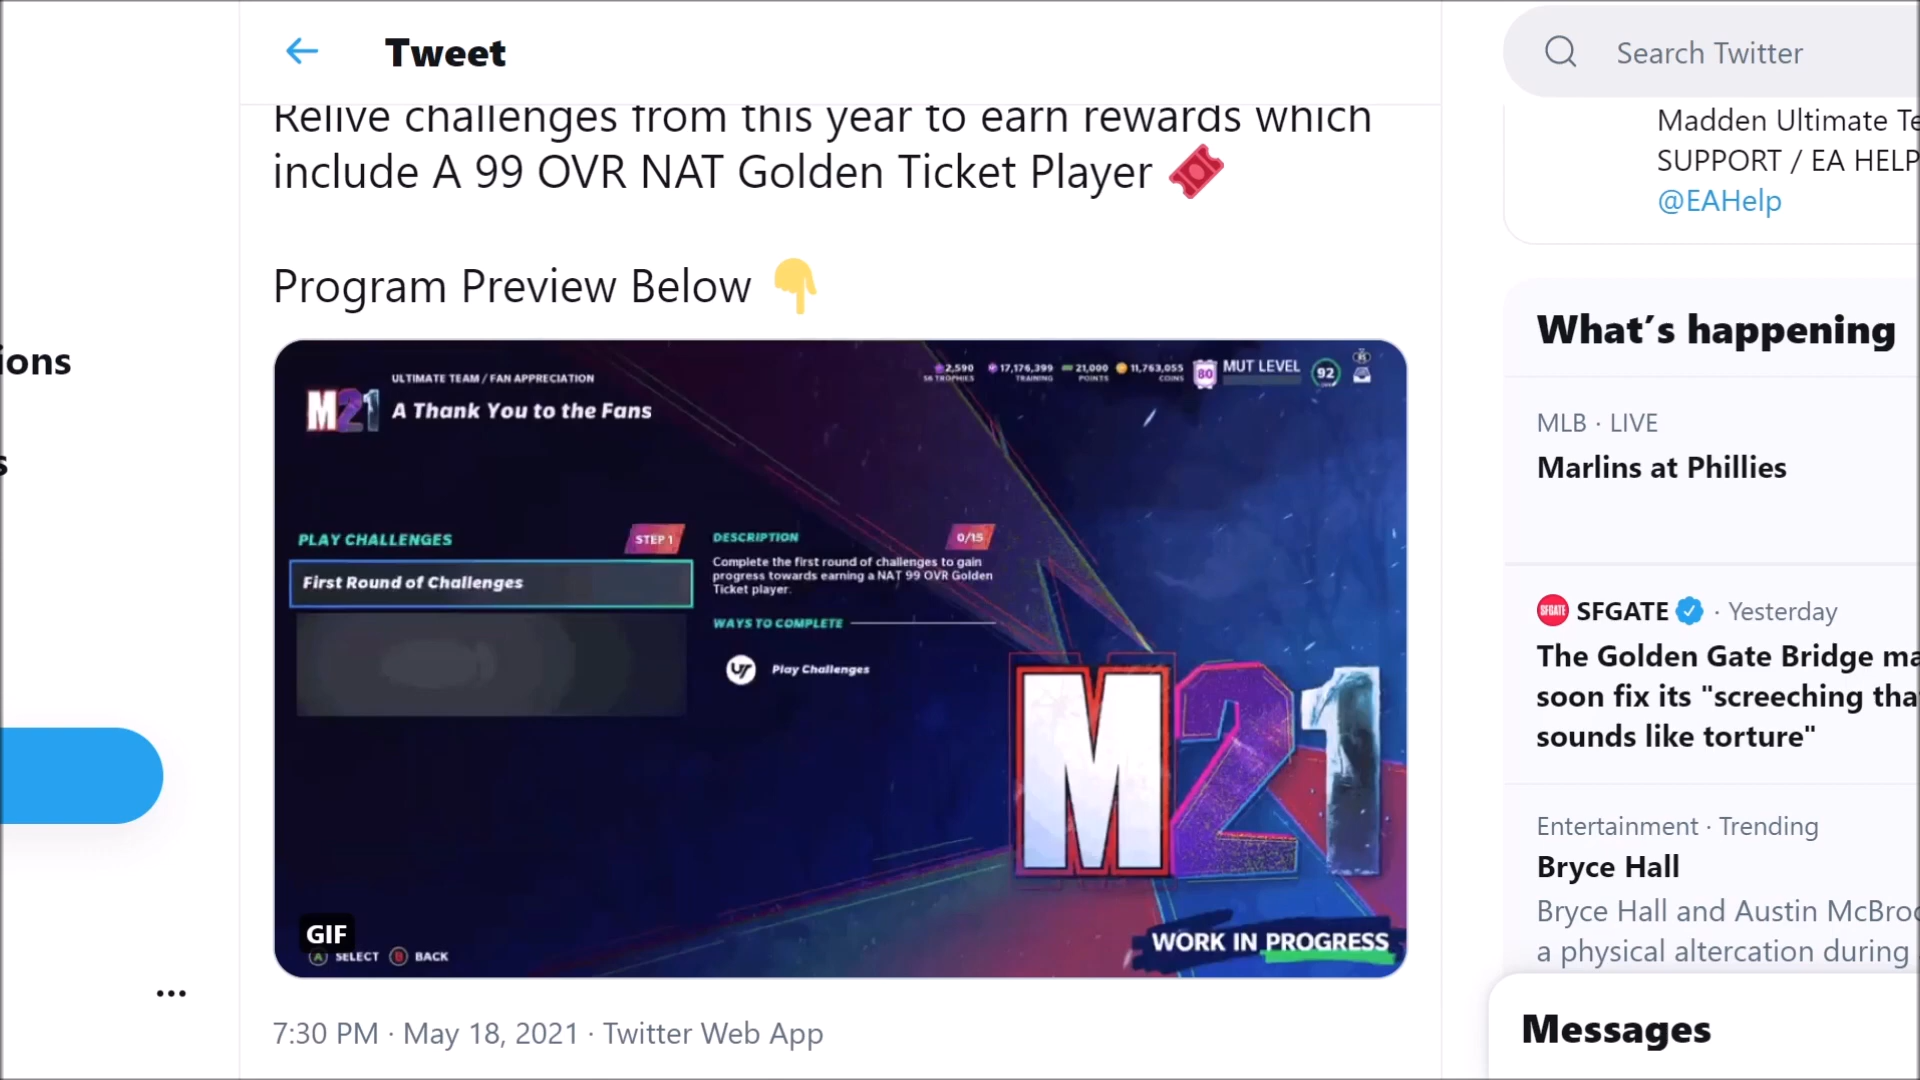 Tweet
Relive challenges from this year to earn rewards which
include A 99 OVR NAT Golden Ticket Player
Program Preview Below
ULTIMATE TEAM / FAN APPRECIATION
M21
A Thank You to the Fans
2,590
17,176,399
TRAINING
21,000
POINTS
11,763,055
COINS
80
MUT LEVEL
92
PLAY CHALLENGES
STEP 1
First Round of Challenges
DESCRIPTION
0/15
Complete the first round of challenges to gain
progress towards earning a NAT 99 OVR Golden
Ticket player.
WAYS TO COMPLETE
UT
Play Challenges
M21
GIF
A SELECT B BACK
WORK IN PROGRESS
7:30 PM · May 18, 2021 · Twitter Web App
ions
s
Search Twitter
Madden Ultimate Te
SUPPORT / EA HELP
@EAHelp
What's happening
MLB · LIVE
Marlins at Phillies
SFGATE
SFGATE · Yesterday
The Golden Gate Bridge ma
soon fix its "screeching tha
sounds like torture"
Entertainment · Trending
Bryce Hall
Bryce Hall and Austin McBroo
a physical altercation during
Messages